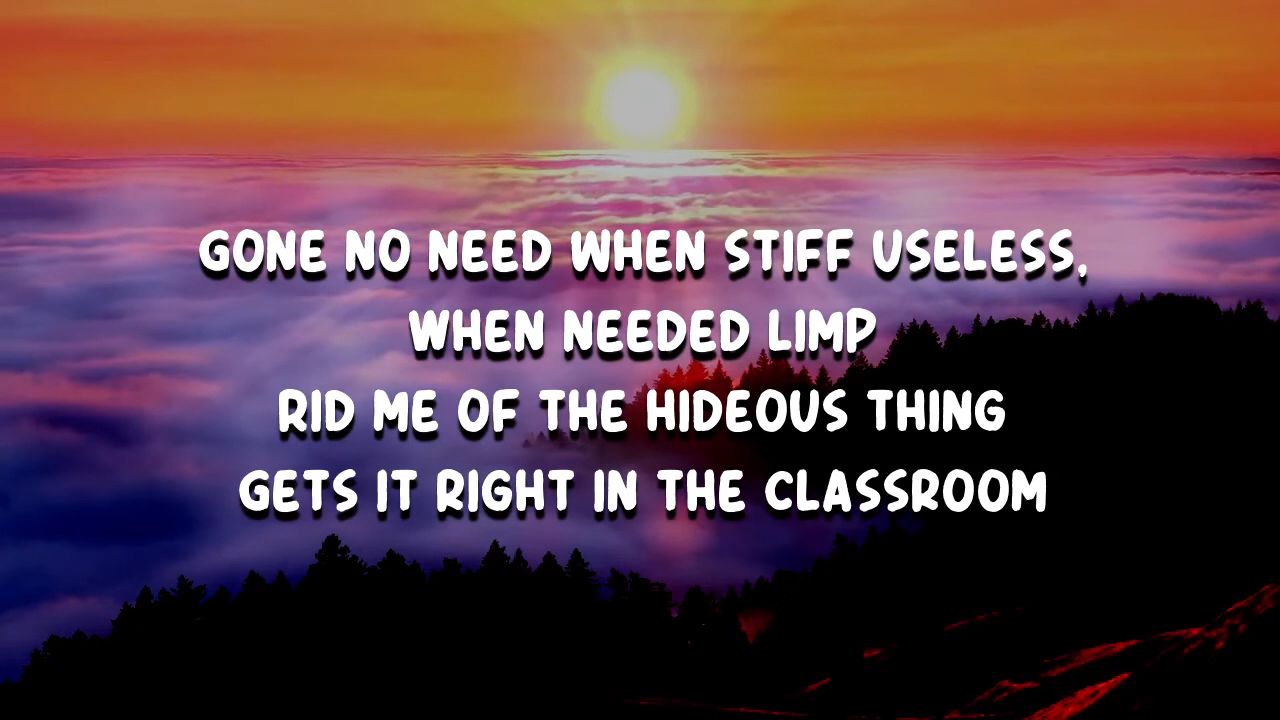 GONE NO NEED WHEN STIFF USELESS,
WHEN NEEDED LIMP
RID ME OF THE HIDEOUS THING
GETS IT RIGHT IN THE CLASSROOM